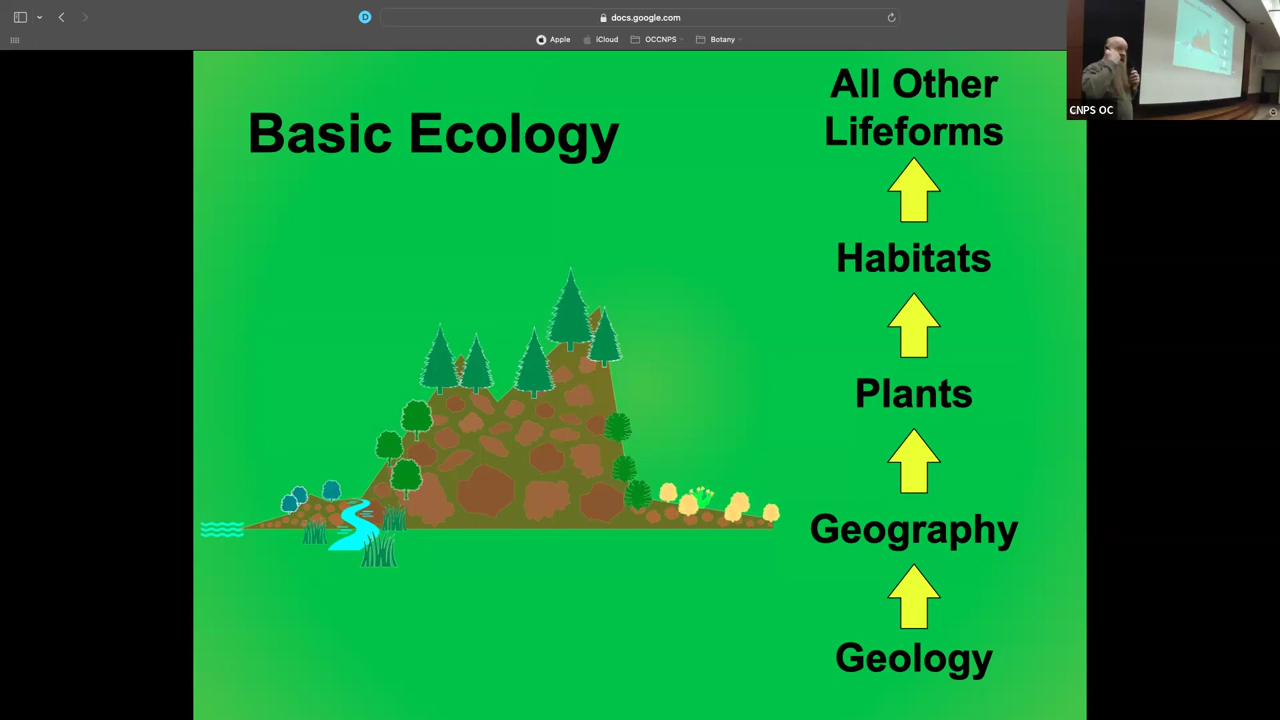 docs.google.com
Apple
iCloud
OCCNPS
Botany
CNPS OC
Basic Ecology
All Other
Lifeforms
Habitats
Plants
Geography
Geology